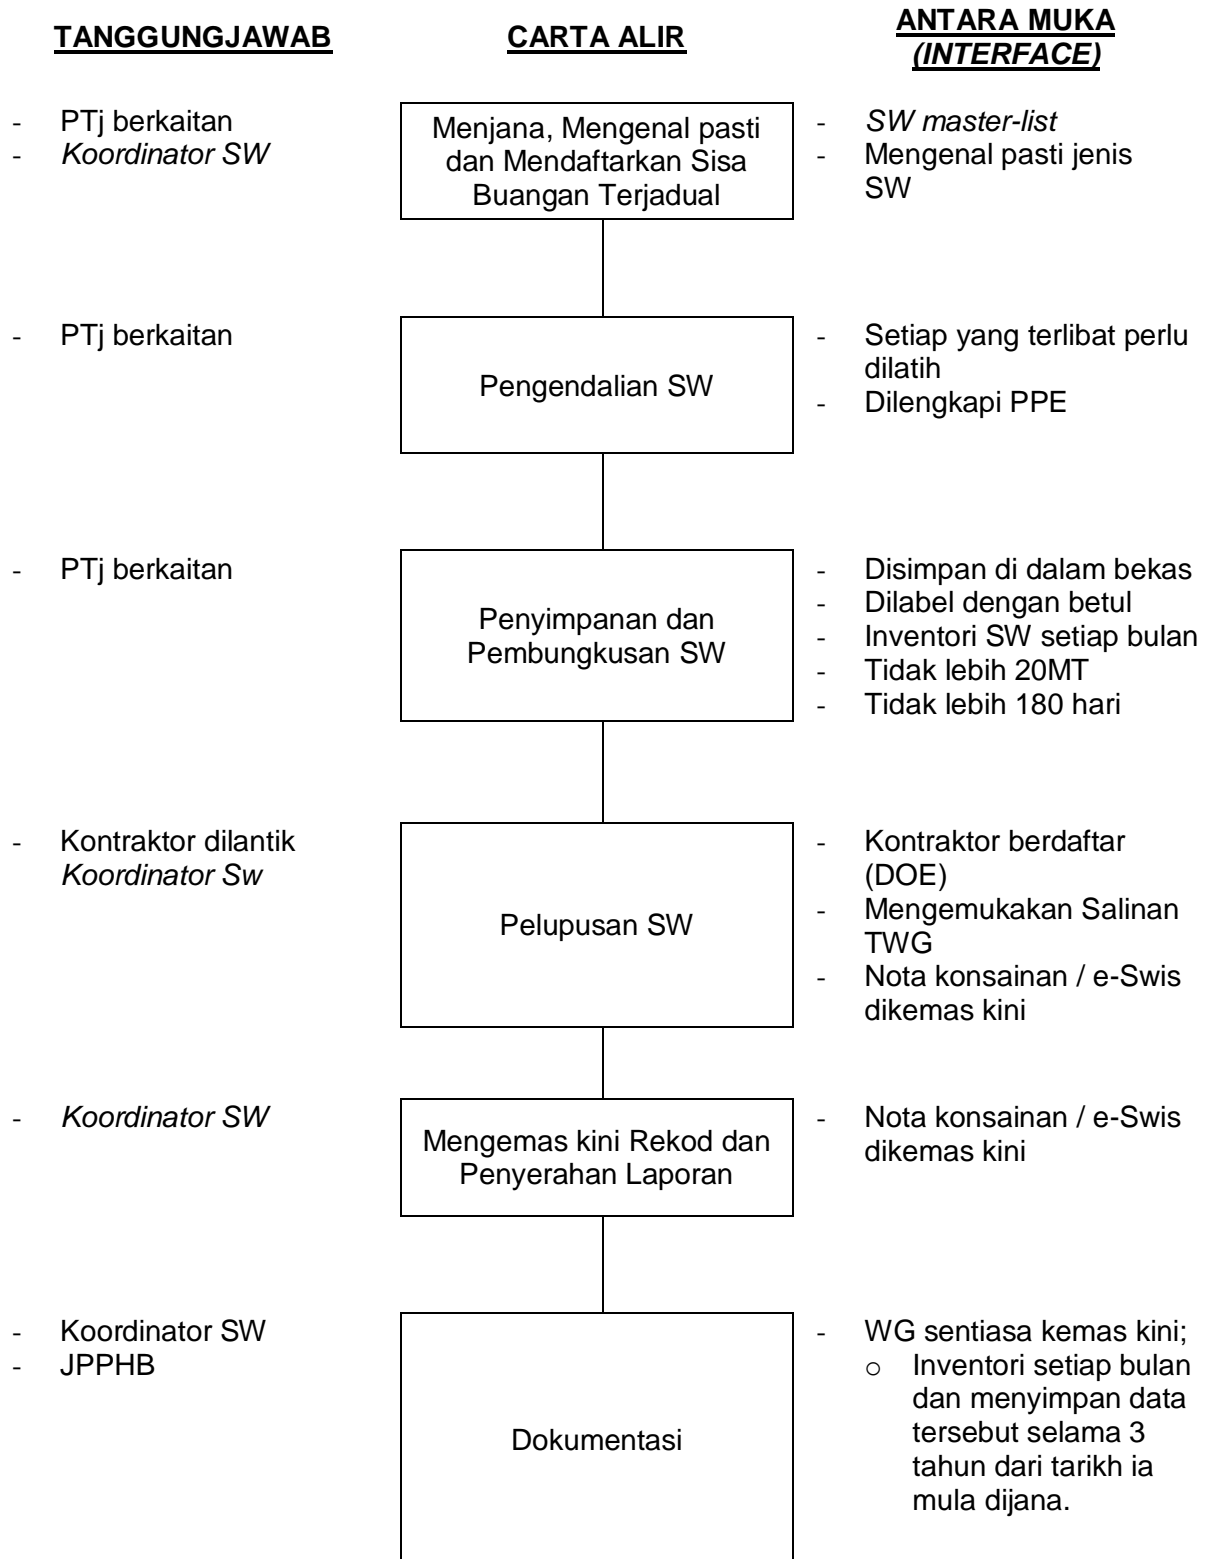 TANGGUNGJAWAB
CARTA ALIR
ANTARA MUKA
(INTERFACE)
- PTj berkaitan
- Koordinator SW
Menjana, Mengenal pasti
dan Mendaftarkan Sisa
Buangan Terjadual
- SW master-list
- Mengenal pasti jenis
SW
- PTj berkaitan
Pengendalian SW
- Setiap yang terlibat perlu
dilatih
- Dilengkapi PPE
- PTj berkaitan
Penyimpanan dan
Pembungkusan SW
- Disimpan di dalam bekas
- Dilabel dengan betul
- Inventori SW setiap bulan
- Tidak lebih 20MT
- Tidak lebih 180 hari
- Kontraktor dilantik
Koordinator Sw
Pelupusan SW
- Kontraktor berdaftar
(DOE)
- Mengemukakan Salinan
TWG
- Nota konsainan / e-Swis
dikemas kini
- Koordinator SW
Mengemas kini Rekod dan
Penyerahan Laporan
- Nota konsainan / e-Swis
dikemas kini
- Koordinator SW
- JPPHB
Dokumentasi
- WG sentiasa kemas kini;
o Inventori setiap bulan
dan menyimpan data
tersebut selama 3
tahun dari tarikh ia
mula dijana.